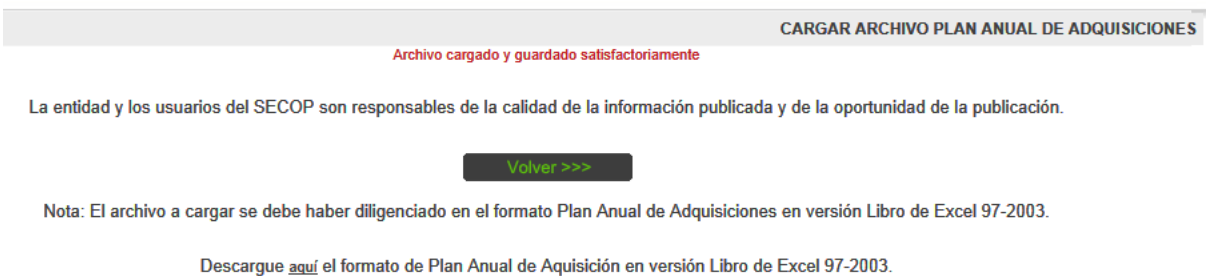 CARGAR ARCHIVO PLAN ANUAL DE ADQUISICIONES
Archivo cargado y guardado satisfactoriamente
La entidad y los usuarios del SECOP son responsables de la calidad de la información publicada y de la oportunidad de la publicación.
Volver >>>
Nota: El archivo a cargar se debe haber diligenciado en el formato Plan Anual de Adquisiciones en versión Libro de Excel 97-2003.
Descargue aquí el formato de Plan Anual de Aquisición en versión Libro de Excel 97-2003.